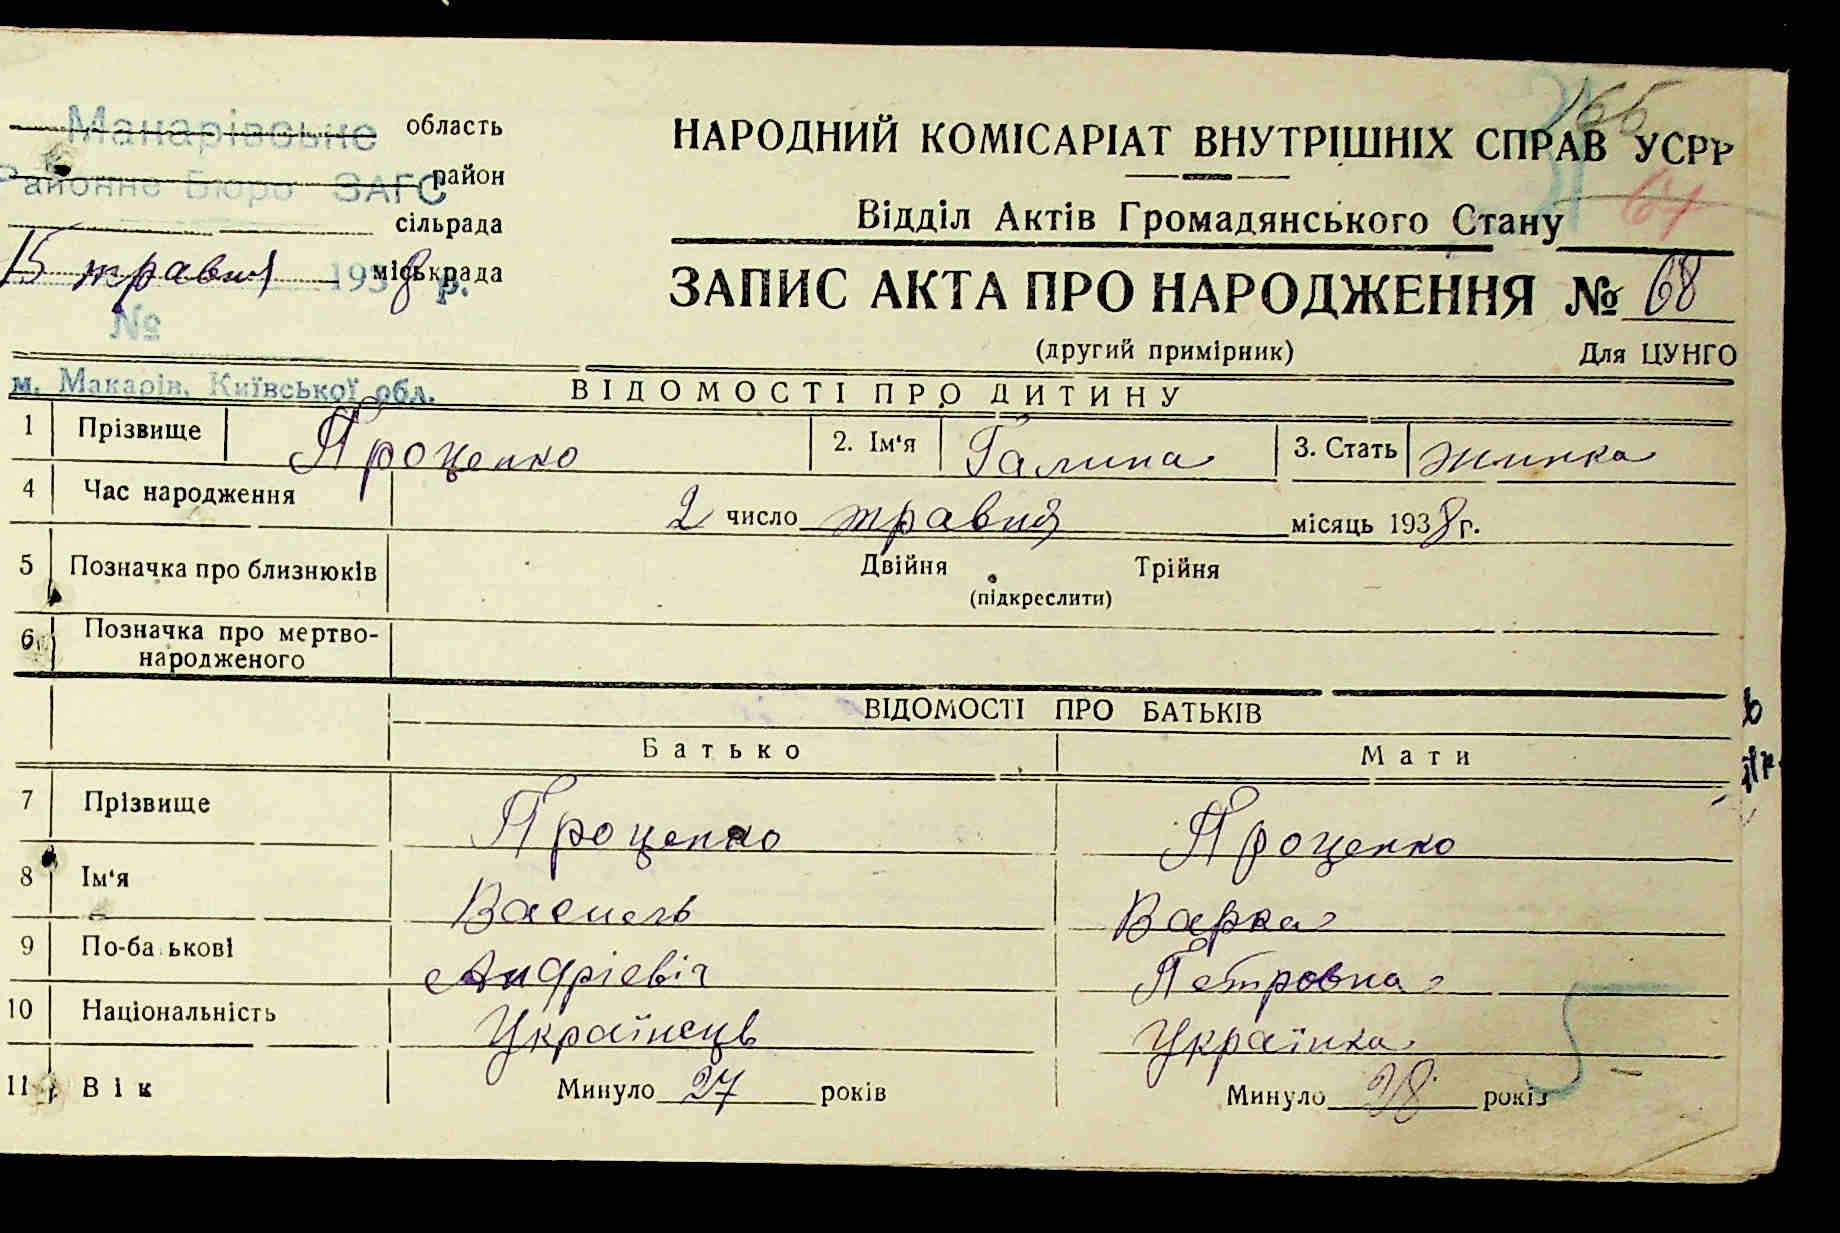 Макарівське область
Районне Бюро ЗАГС район
сільрада
15 травня 1938 р. міськрада
№
м. Макарів, Київської обл.
165
НАРОДНИЙ КОМІСАРІАТ ВНУТРІШНІХ СПРАВ УСРР
64
Відділ Актів Громадянського Стану
ЗАПИС АКТА ПРО НАРОДЖЕННЯ № 68
(другий примірник) Для ЦУНГО
ВІДОМОСТІ ПРО ДИТИНУ
1 Прізвище Проценко 2. Ім'я Галина 3. Стать жинка
4 Час народження 2 число травня місяць 1938 г.
5 Позначка про близнюків Двійня Трійня
(підкреслити)
6 Позначка про мертво-
народженого
ВІДОМОСТІ ПРО БАТЬКІВ
Батько Мати
7 Прізвище Проценко Проценко
8 Ім'я Василь Варка
9 По-батькові Андрієвіч Петровна
10 Національність Українець Українка
11 Вік Минуло 27 років Минуло 28 років